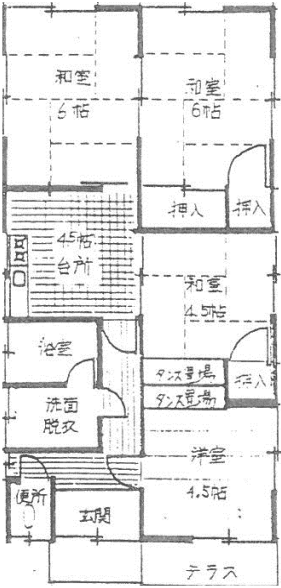 和室
6帖
和室
6帖
押入
押入
4.5帖
台所
和室
4.5帖
浴室
タンス置場
押入
タンス置場
洗面
脱衣
洋室
4.5帖
便所
玄関
テラス